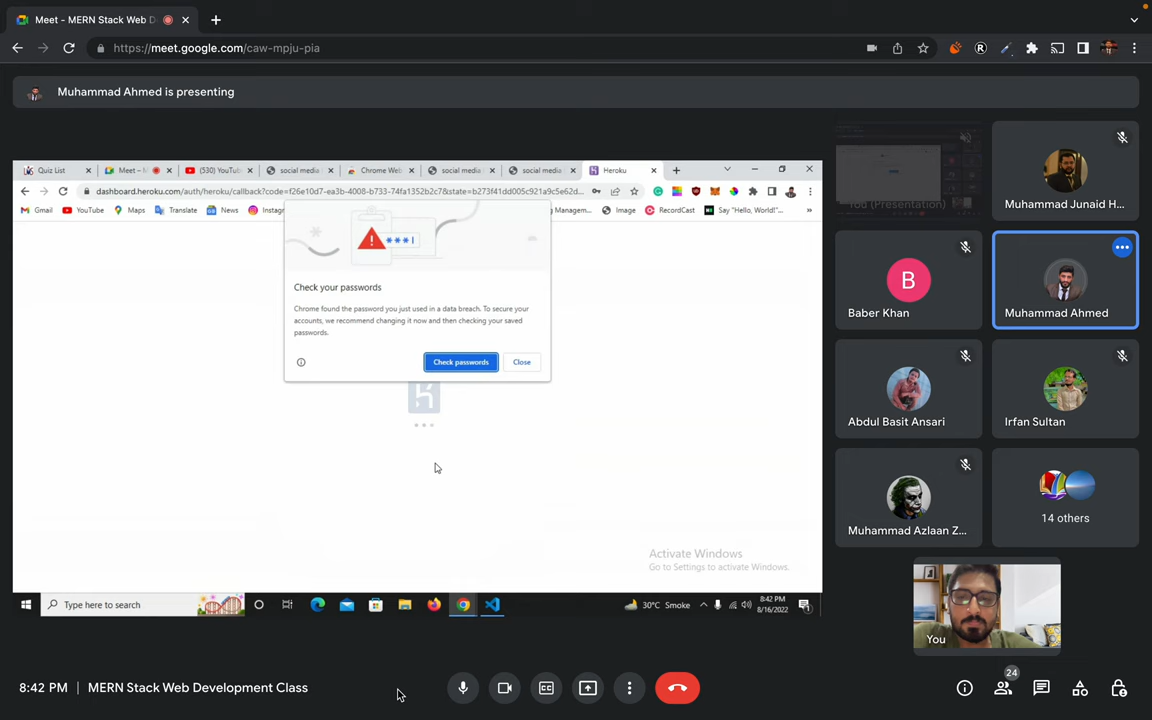 Meet - MERN Stack Web D
https://meet.google.com/caw-mpju-pia
Muhammad Ahmed is presenting
Quiz List
Meet –
(530) YouTu
social media
Chrome Web
social media
social media
Heroku
dashboard.heroku.com/auth/heroku/callback?code=f26e10d7-ea3b-4008-b733-74fa1352b2c7&state=b273f41dd005c921a9c5e62d...
Gmail
YouTube
Maps
Translate
News
Instag
Managem...
Image
RecordCast
Say "Hello, World!"...
***|
Check your passwords
Chrome found the password you just used in a data breach. To secure your
accounts, we recommend changing it now and then checking your saved
passwords.
Check passwords
Close
Activate Windows
Go to Settings to activate Windows.
Type here to search
30°C Smoke
8:42 PM
8/16/2022
You (Presentation)
Muhammad Junaid H...
B
Baber Khan
Muhammad Ahmed
Abdul Basit Ansari
Irfan Sultan
Muhammad Azlaan Z...
14 others
You
8:42 PM | MERN Stack Web Development Class
24